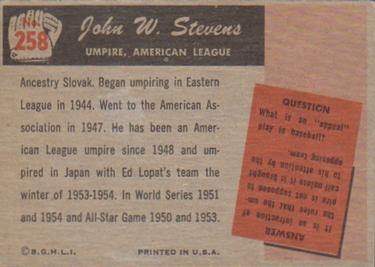 258
John W. Stevens
UMPIRE, AMERICAN LEAGUE
Ancestry Slovak. Began umpiring in Eastern
League in 1944. Went to the American As-
sociation in 1947. He has been an Amer-
ican League umpire since 1948 and um-
pired in Japan with Ed Lopat's team the
winter of 1953-1954. In World Series 1951
and 1954 and All-Star Game 1950 and 1953.
QUESTION
What is an "appeal"
play in baseball?
ANSWER
It is an infraction of
the rules that the um-
pire is not supposed to
call unless it is brought
to his attention by the
opposing team.
©B.G.H.L.I.
PRINTED IN U.S.A.